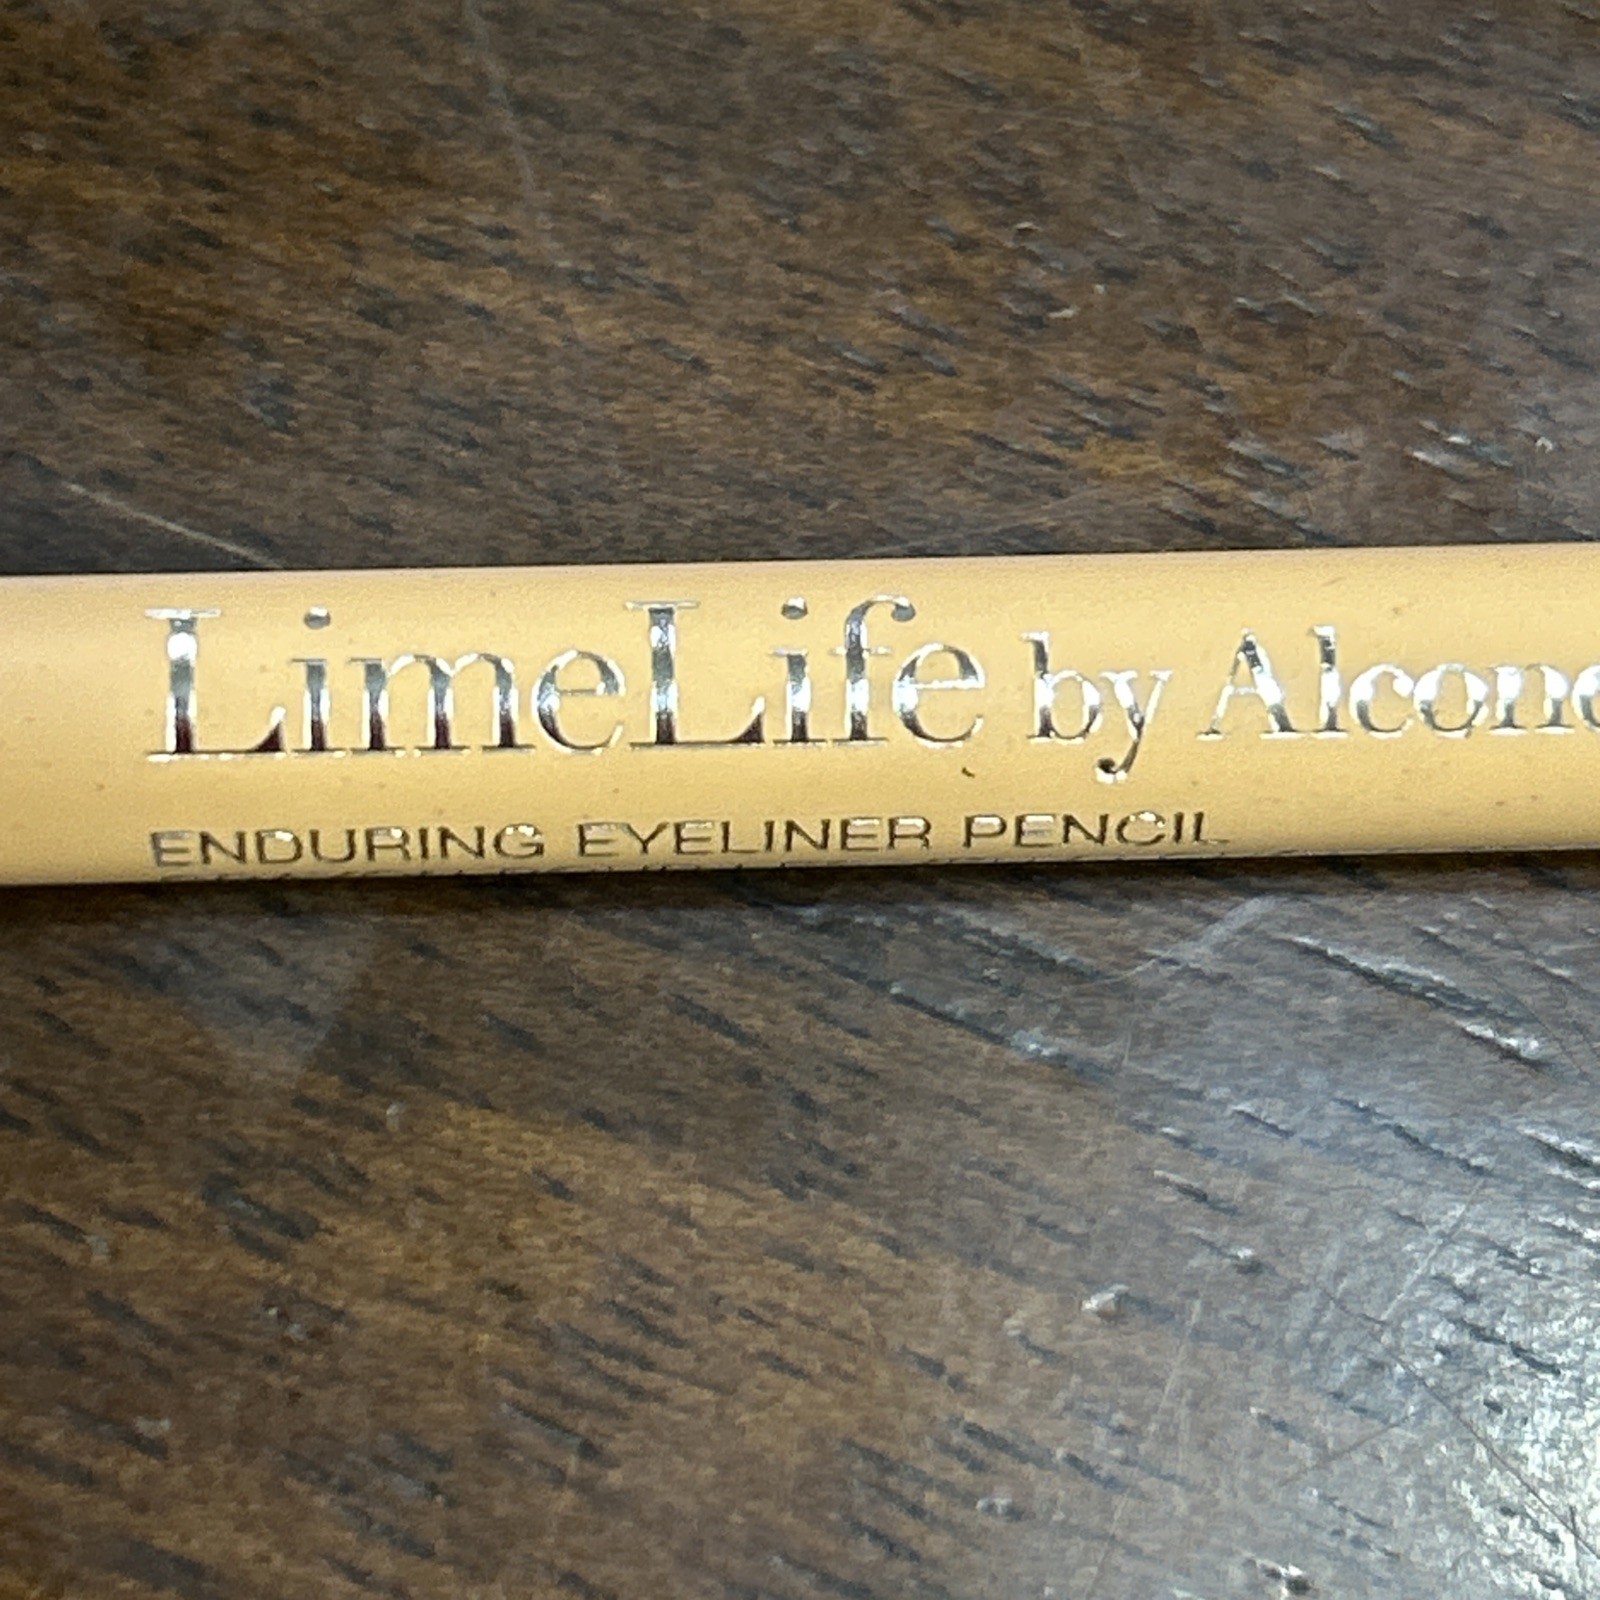 LimeLife by Alcone
ENDURING EYELINER PENCIL